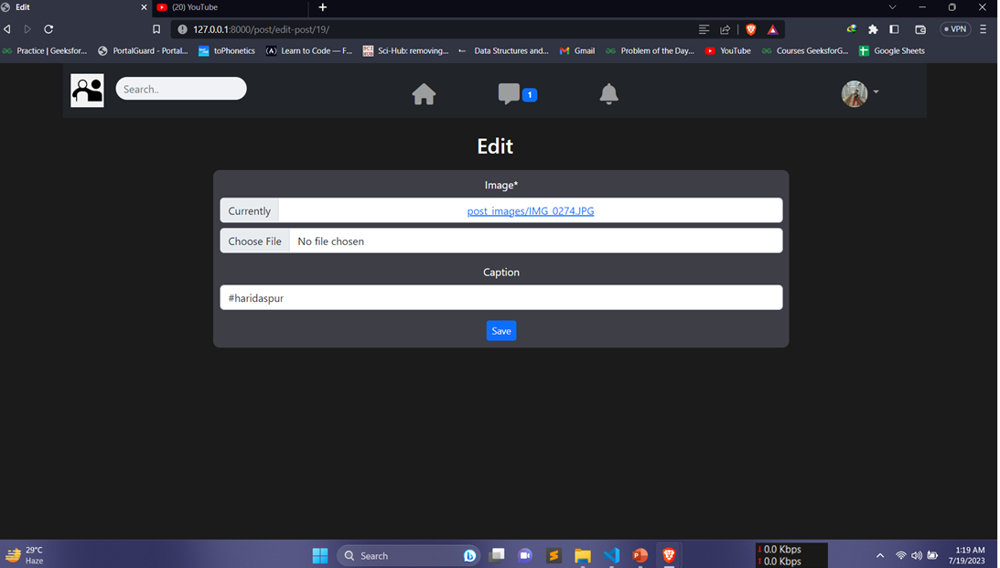 Edit
(20) YouTube
127.0.0.1:8000/post/edit-post/19/
VPN
Practice | Geeksfor...
PortalGuard - Portal...
toPhonetics
Learn to Code — F...
Sci-Hub: removing...
Data Structures and...
Gmail
Problem of the Day...
YouTube
Courses GeeksforG...
Google Sheets
Search..
1
Edit
Image*
Currently
post_images/IMG_0274.JPG
Choose File
No file chosen
Caption
#haridaspur
Save
29°C
Haze
Search
0.0 Kbps
0.0 Kbps
1:19 AM
7/19/2023